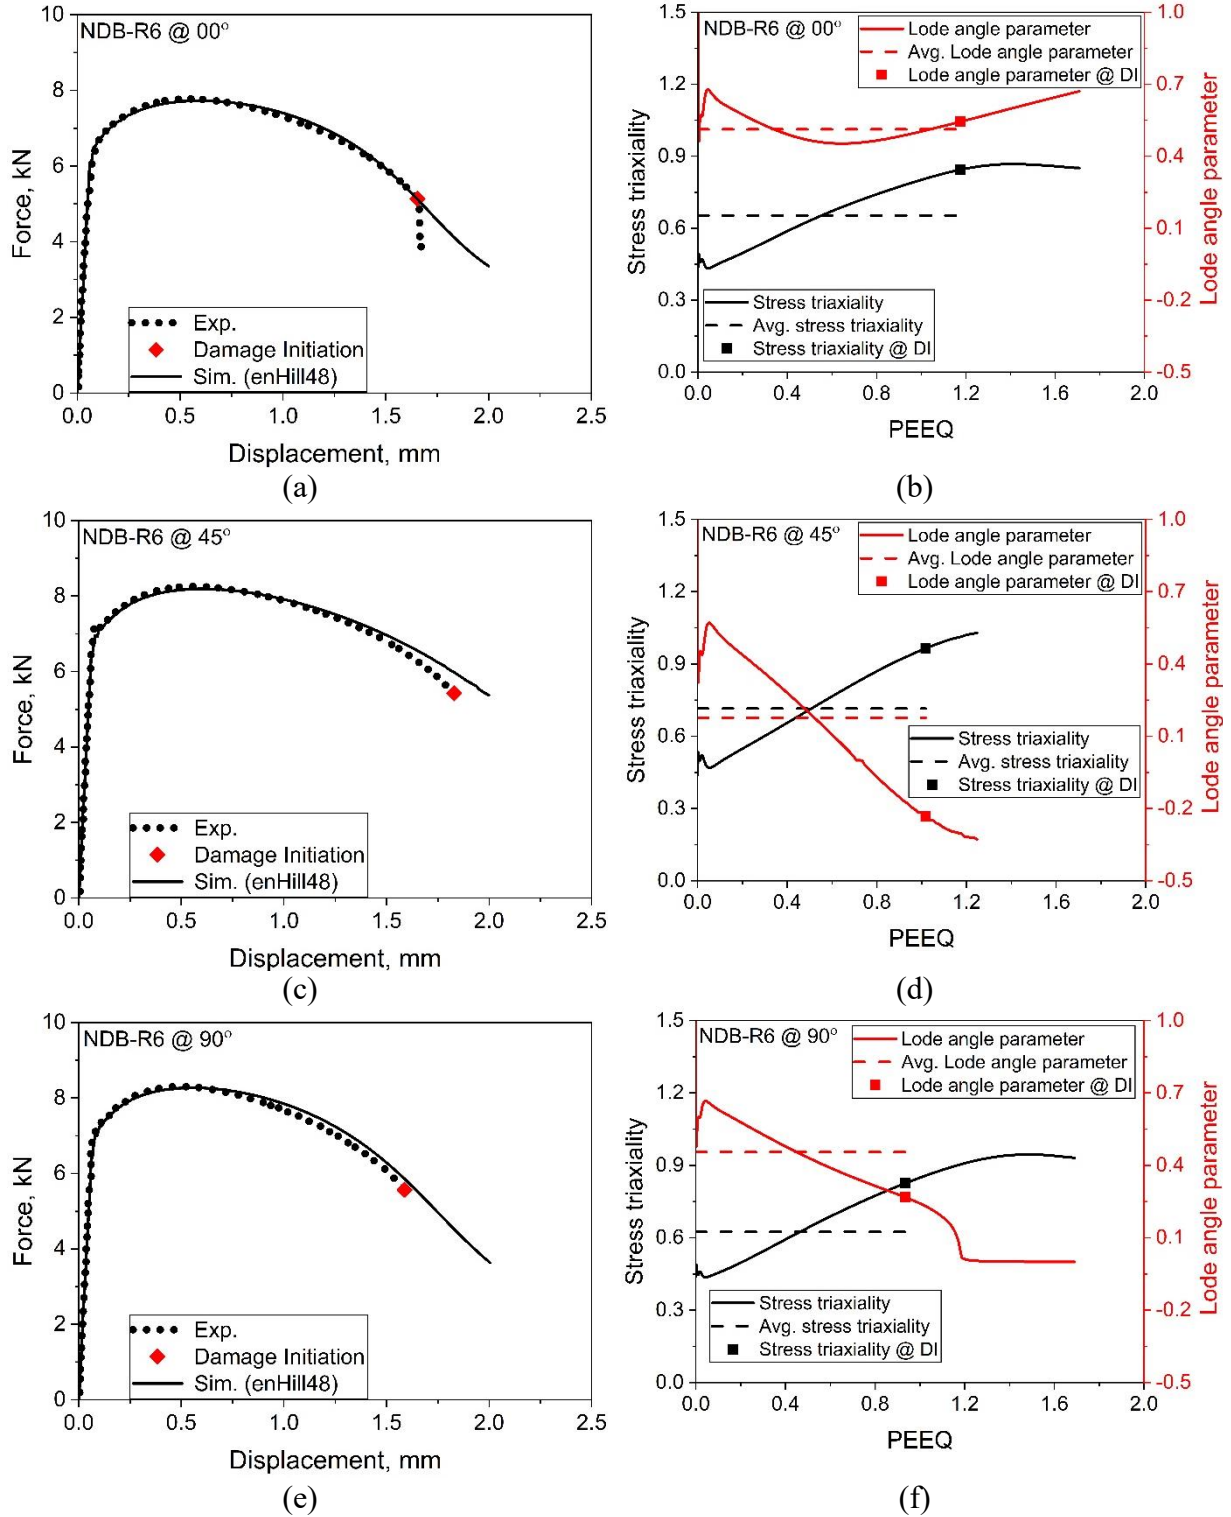 NDB-R6 @ 00°
Force, kN
10
8
6
4
2
0
0.0 0.5 1.0 1.5 2.0 2.5
Displacement, mm
Exp.
Damage Initiation
Sim. (enHill48)
(a)
NDB-R6 @ 00°
Lode angle parameter
Avg. Lode angle parameter
Lode angle parameter @ DI
Stress triaxiality
1.5
1.2
0.9
0.6
0.3
0.0
1.0
0.7
0.4
0.1
-0.2
-0.5
Lode angle parameter
Stress triaxiality
Avg. stress triaxiality
Stress triaxiality @ DI
0.0 0.4 0.8 1.2 1.6 2.0
PEEQ
(b)
NDB-R6 @ 45°
Force, kN
10
8
6
4
2
0
0.0 0.5 1.0 1.5 2.0 2.5
Displacement, mm
Exp.
Damage Initiation
Sim. (enHill48)
(c)
NDB-R6 @ 45°
Lode angle parameter
Avg. Lode angle parameter
Lode angle parameter @ DI
Stress triaxiality
1.5
1.2
0.9
0.6
0.3
0.0
1.0
0.7
0.4
0.1
-0.2
-0.5
Lode angle parameter
Stress triaxiality
Avg. stress triaxiality
Stress triaxiality @ DI
0.0 0.4 0.8 1.2 1.6 2.0
PEEQ
(d)
NDB-R6 @ 90°
Force, kN
10
8
6
4
2
0
0.0 0.5 1.0 1.5 2.0 2.5
Displacement, mm
Exp.
Damage Initiation
Sim. (enHill48)
(e)
NDB-R6 @ 90°
Lode angle parameter
Avg. Lode angle parameter
Lode angle parameter @ DI
Stress triaxiality
1.5
1.2
0.9
0.6
0.3
0.0
1.0
0.7
0.4
0.1
-0.2
-0.5
Lode angle parameter
Stress triaxiality
Avg. stress triaxiality
Stress triaxiality @ DI
0.0 0.4 0.8 1.2 1.6 2.0
PEEQ
(f)